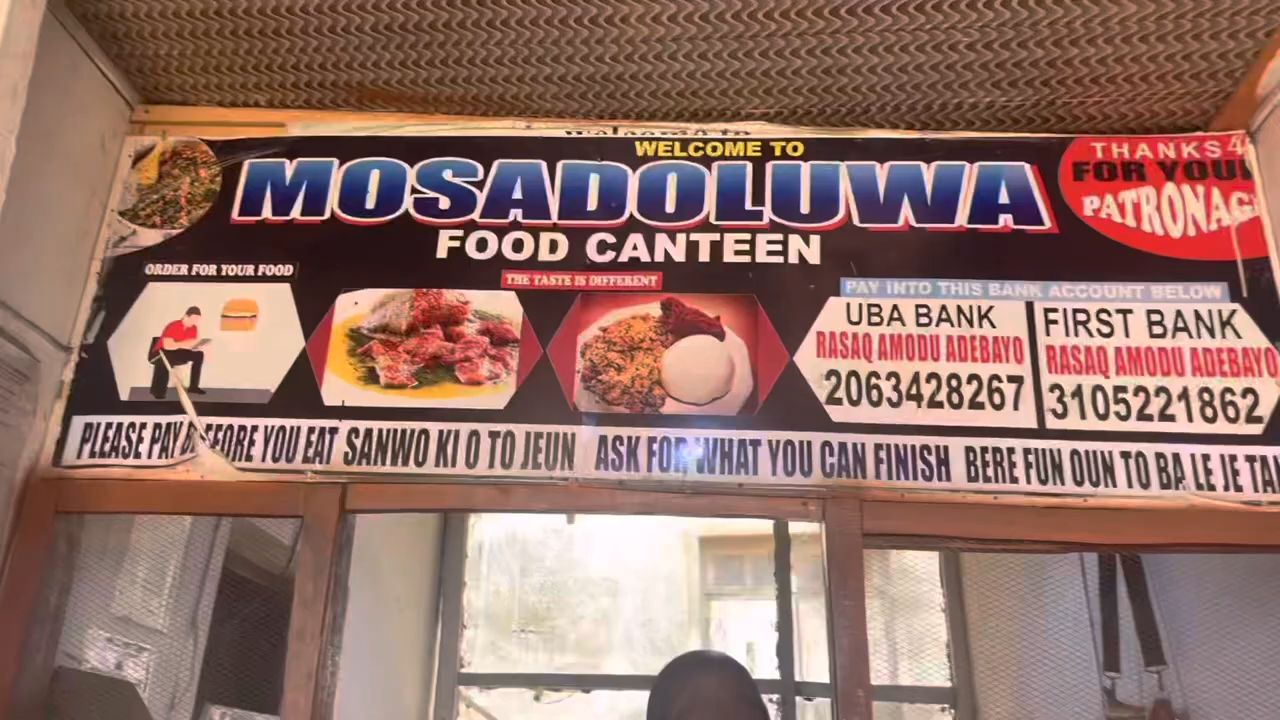 WELCOME TO
MOSADOLUWA
FOOD CANTEEN
THANKS 4
FOR YOUR
PATRONAG
ORDER FOR YOUR FOOD
THE TASTE IS DIFFERENT
PAY INTO THIS BANK ACCOUNT BELOW
UBA BANK
RASAQ AMODU ADEBAYO
2063428267
FIRST BANK
RASAQ AMODU ADEBAYO
3105221862
PLEASE PAY BEFORE YOU EAT SANWO KI O TO JEUN ASK FOR WHAT YOU CAN FINISH BERE FUN OUN TO BA LE JE TAN